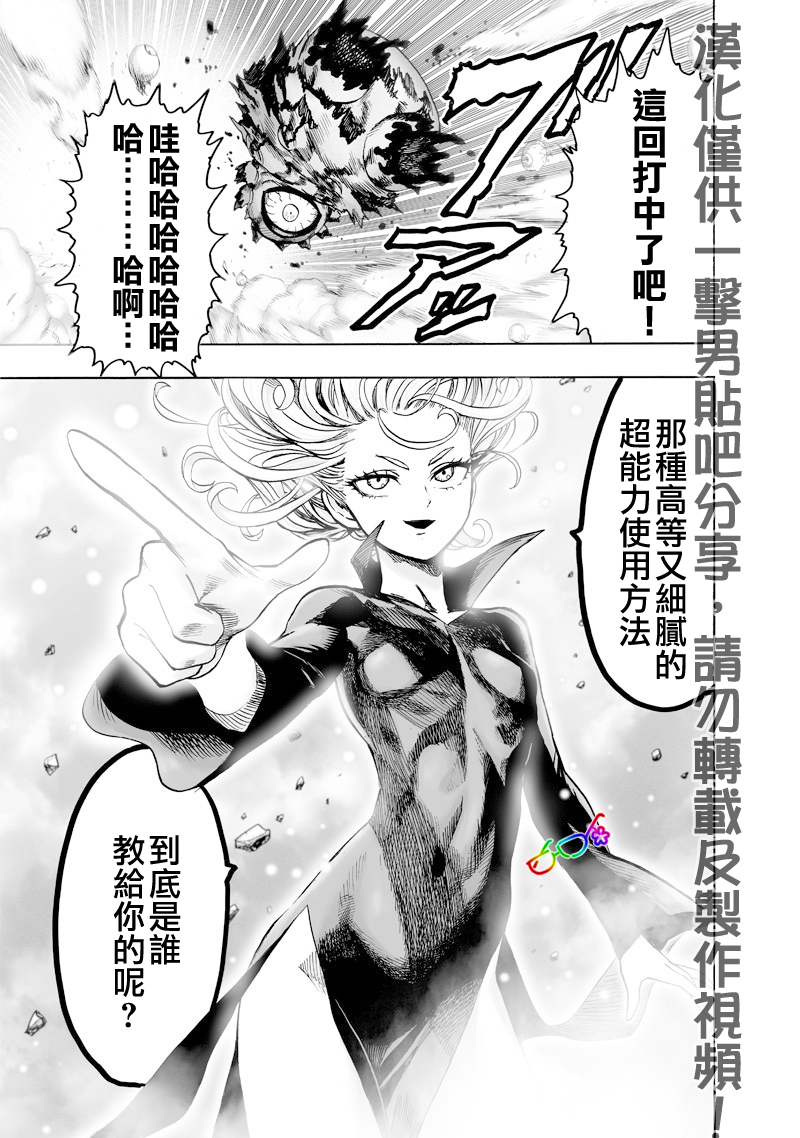 這回打中了吧！
ブアッ
哇哈哈哈哈哈哈
哈………哈啊…
那種高等又細膩的
超能力使用方法
到底是誰
教給你的呢?
漢化僅供一擊男貼吧分享，請勿轉載及製作視頻！